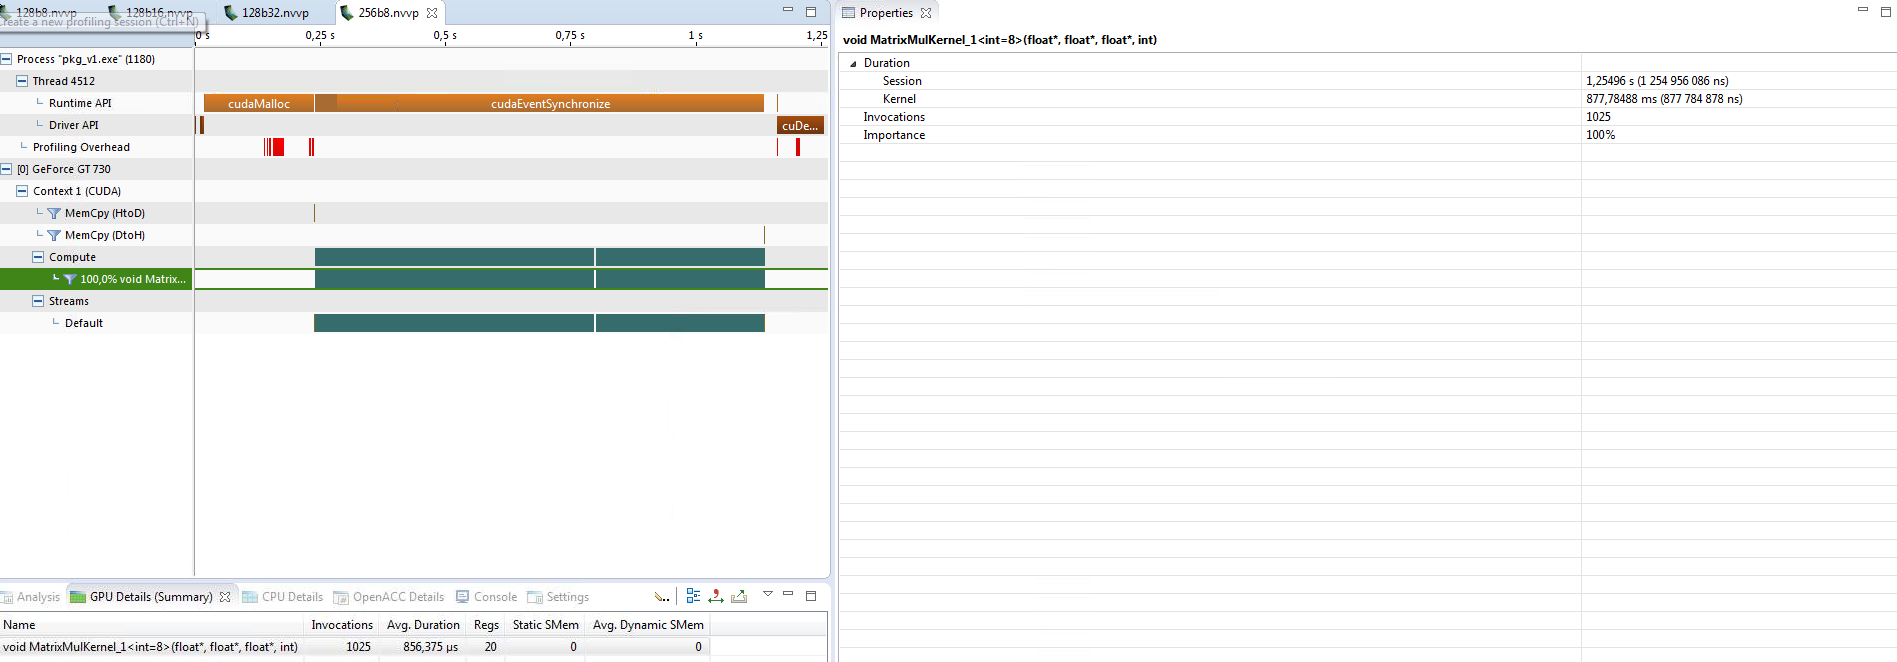 128b8.nvvp 128b16.nvvp 128b32.nvvp 256b8.nvvp
Create a new profiling session (Ctrl+N)
0 s 0,25 s 0,5 s 0,75 s 1 s 1,25
Process "pkg_v1.exe" (1180)
Thread 4512
Runtime API cudaMalloc cudaEventSynchronize
Driver API cuDe...
Profiling Overhead
[0] GeForce GT 730
Context 1 (CUDA)
MemCpy (HtoD)
MemCpy (DtoH)
Compute
100,0% void Matrix...
Streams
Default
Properties
void MatrixMulKernel_1<int=8>(float*, float*, float*, int)
Duration
Session 1,25496 s (1 254 956 086 ns)
Kernel 877,78488 ms (877 784 878 ns)
Invocations 1025
Importance 100%
Analysis GPU Details (Summary) CPU Details OpenACC Details Console Settings
Name Invocations Avg. Duration Regs Static SMem Avg. Dynamic SMem
void MatrixMulKernel_1<int=8>(float*, float*, float*, int) 1025 856,375 µs 20 0 0